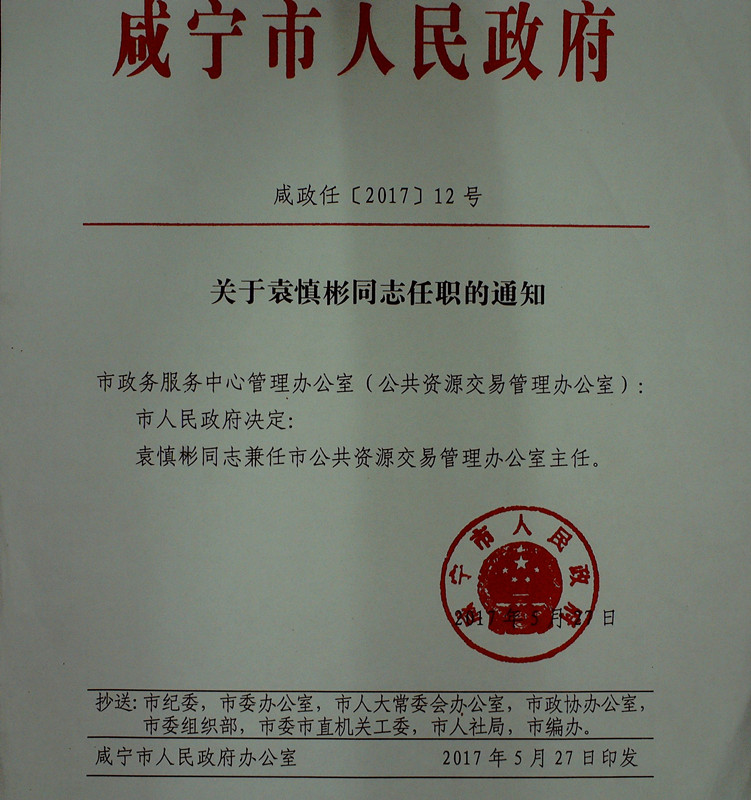 咸宁市人民政府
咸政任〔2017〕12号
关于袁慎彬同志任职的通知
市政务服务中心管理办公室（公共资源交易管理办公室）：
市人民政府决定：
袁慎彬同志兼任市公共资源交易管理办公室主任。
咸宁市人民政府
2017年5月27日
抄送：市纪委，市委办公室，市人大常委会办公室，市政协办公室，
市委组织部，市委市直机关工委，市人社局，市编办。
咸宁市人民政府办公室 2017年5月27日印发